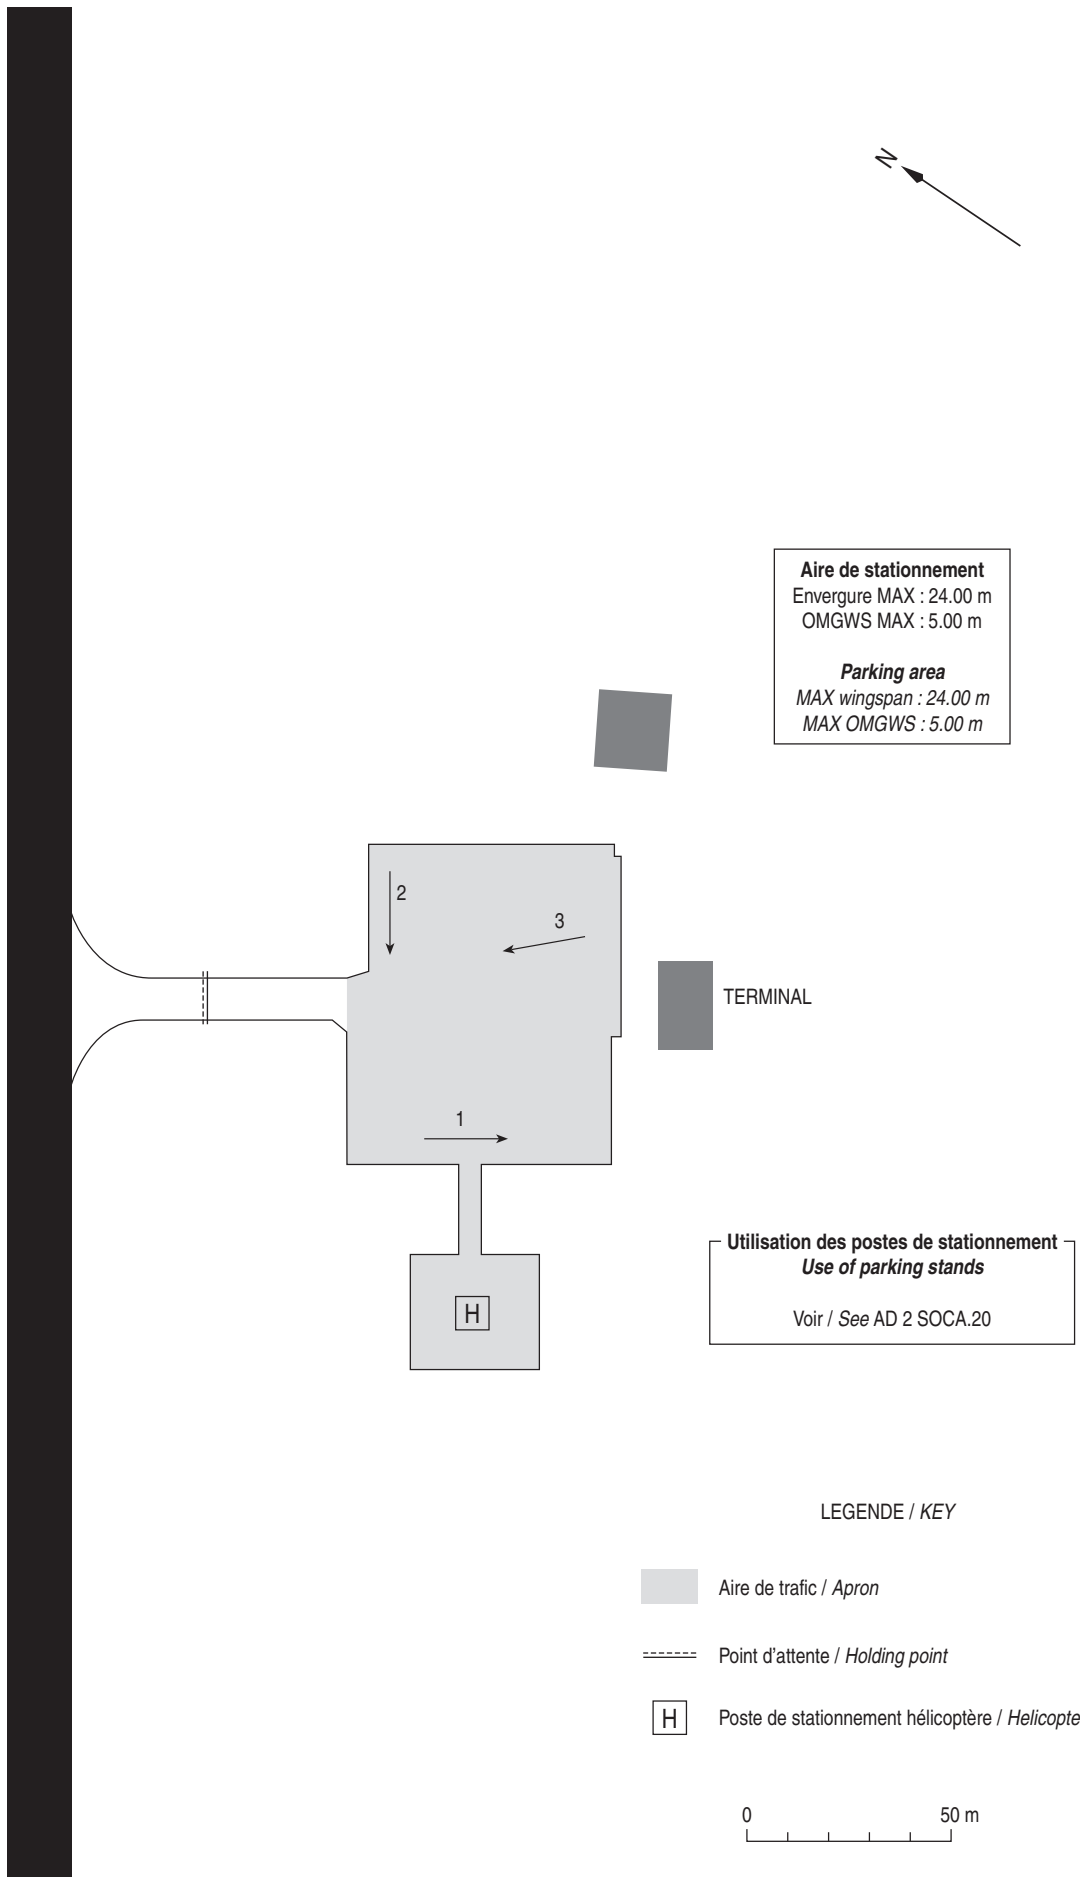 N
Aire de stationnement
Envergure MAX : 24.00 m
OMGWS MAX : 5.00 m
Parking area
MAX wingspan : 24.00 m
MAX OMGWS : 5.00 m
2
3
TERMINAL
1
Utilisation des postes de stationnement
Use of parking stands
Voir / See AD 2 SOCA.20
H
LEGENDE / KEY
Aire de trafic / Apron
Point d'attente / Holding point
H
Poste de stationnement hélicoptère / Helicopte
0 50 m